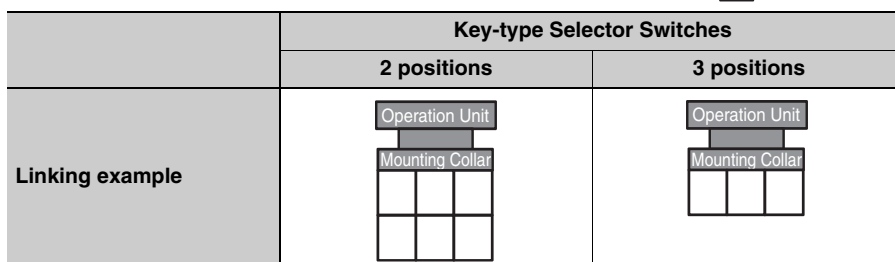 Key-type Selector Switches
2 positions 3 positions
Operation Unit Operation Unit
Mounting Collar Mounting Collar
Linking example